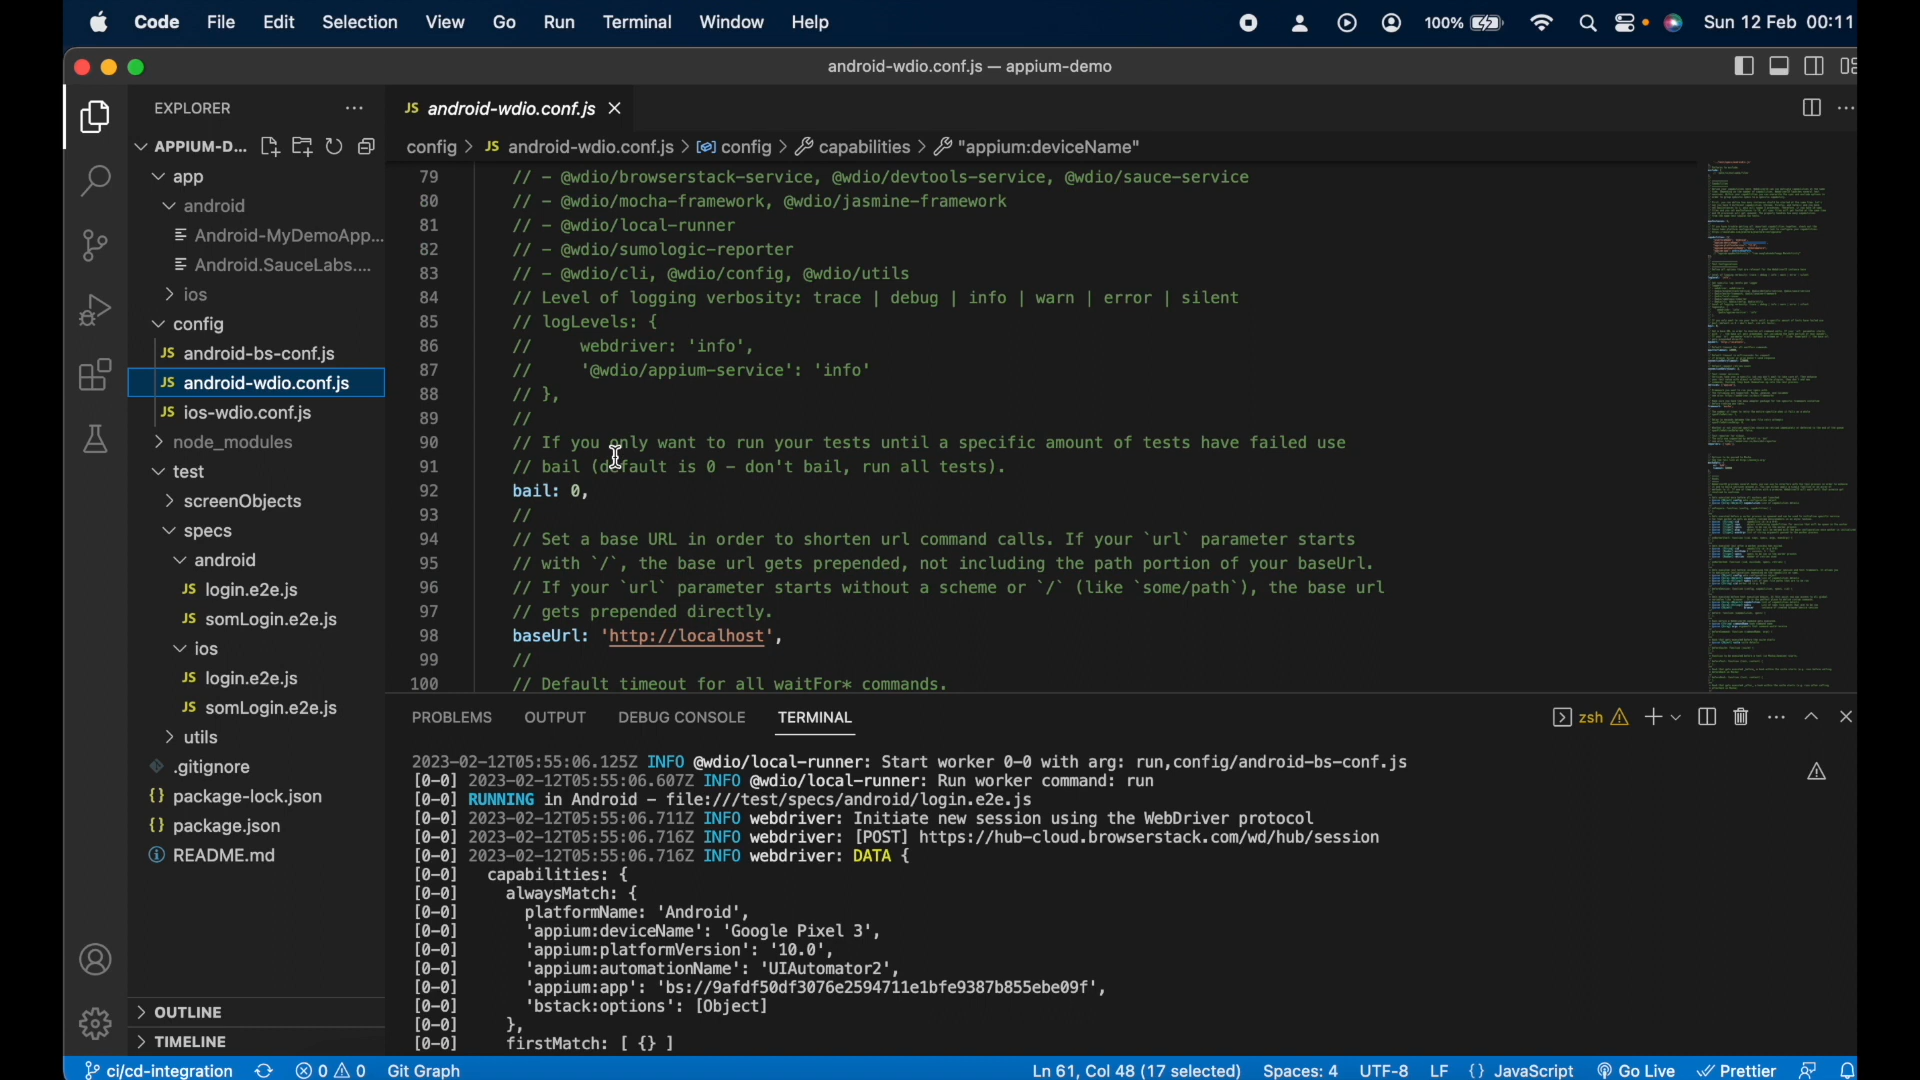 Code File Edit Selection View Go Run Terminal Window Help 100% Sun 12 Feb 00:11
android-wdio.conf.js — appium-demo
EXPLORER
APPIUM-D...
app
android
Android-MyDemoApp...
Android.SauceLabs....
ios
config
JS android-bs-conf.js
JS android-wdio.conf.js
JS ios-wdio.conf.js
node_modules
test
screenObjects
specs
android
JS login.e2e.js
JS somLogin.e2e.js
ios
JS login.e2e.js
JS somLogin.e2e.js
utils
.gitignore
{} package-lock.json
{} package.json
README.md
OUTLINE
TIMELINE
JS android-wdio.conf.js
config > JS android-wdio.conf.js > config > capabilities > "appium:deviceName"
79 // - @wdio/browserstack-service, @wdio/devtools-service, @wdio/sauce-service
80 // - @wdio/mocha-framework, @wdio/jasmine-framework
81 // - @wdio/local-runner
82 // - @wdio/sumologic-reporter
83 // - @wdio/cli, @wdio/config, @wdio/utils
84 // Level of logging verbosity: trace | debug | info | warn | error | silent
85 // logLevels: {
86 // webdriver: 'info',
87 // '@wdio/appium-service': 'info'
88 // },
89 //
90 // If you only want to run your tests until a specific amount of tests have failed use
91 // bail (default is 0 - don't bail, run all tests).
92 bail: 0,
93 //
94 // Set a base URL in order to shorten url command calls. If your `url` parameter starts
95 // with `/`, the base url gets prepended, not including the path portion of your baseUrl.
96 // If your `url` parameter starts without a scheme or `/` (like `some/path`), the base url
97 // gets prepended directly.
98 baseUrl: 'http://localhost',
99 //
100 // Default timeout for all waitFor* commands.
PROBLEMS OUTPUT DEBUG CONSOLE TERMINAL zsh
2023-02-12T05:55:06.125Z INFO @wdio/local-runner: Start worker 0-0 with arg: run,config/android-bs-conf.js
[0-0] 2023-02-12T05:55:06.607Z INFO @wdio/local-runner: Run worker command: run
[0-0] RUNNING in Android - file:///test/specs/android/login.e2e.js
[0-0] 2023-02-12T05:55:06.711Z INFO webdriver: Initiate new session using the WebDriver protocol
[0-0] 2023-02-12T05:55:06.716Z INFO webdriver: [POST] https://hub-cloud.browserstack.com/wd/hub/session
[0-0] 2023-02-12T05:55:06.716Z INFO webdriver: DATA {
[0-0] capabilities: {
[0-0] alwaysMatch: {
[0-0] platformName: 'Android',
[0-0] 'appium:deviceName': 'Google Pixel 3',
[0-0] 'appium:platformVersion': '10.0',
[0-0] 'appium:automationName': 'UIAutomator2',
[0-0] 'appium:app': 'bs://9afdf50df3076e2594711e1bfe9387b855ebe09f',
[0-0] 'bstack:options': [Object]
[0-0] },
[0-0] firstMatch: [ {} ]
ci/cd-integration 0 0 Git Graph Ln 61, Col 48 (17 selected) Spaces: 4 UTF-8 LF {} JavaScript Go Live Prettier